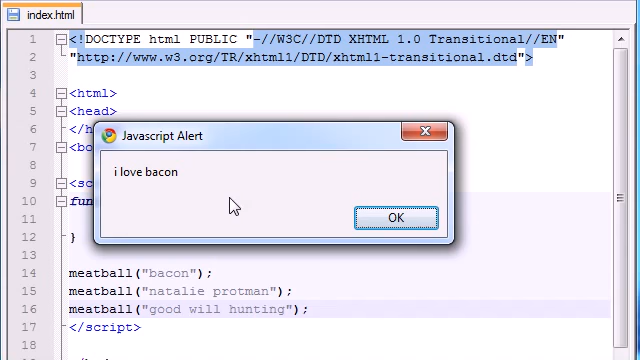 index.html
1 <!DOCTYPE html PUBLIC "-//W3C//DTD XHTML 1.0 Transitional//EN"
2 "http://www.w3.org/TR/xhtml1/DTD/xhtml1-transitional.dtd">
3
4 <html>
5 <head>
6 </h
7 <bo
8
9 <s
10 fun
11
12 }
13
14 meatball("bacon");
15 meatball("natalie protman");
16 meatball("good will hunting");
17 </script>
18
Javascript Alert
i love bacon
OK